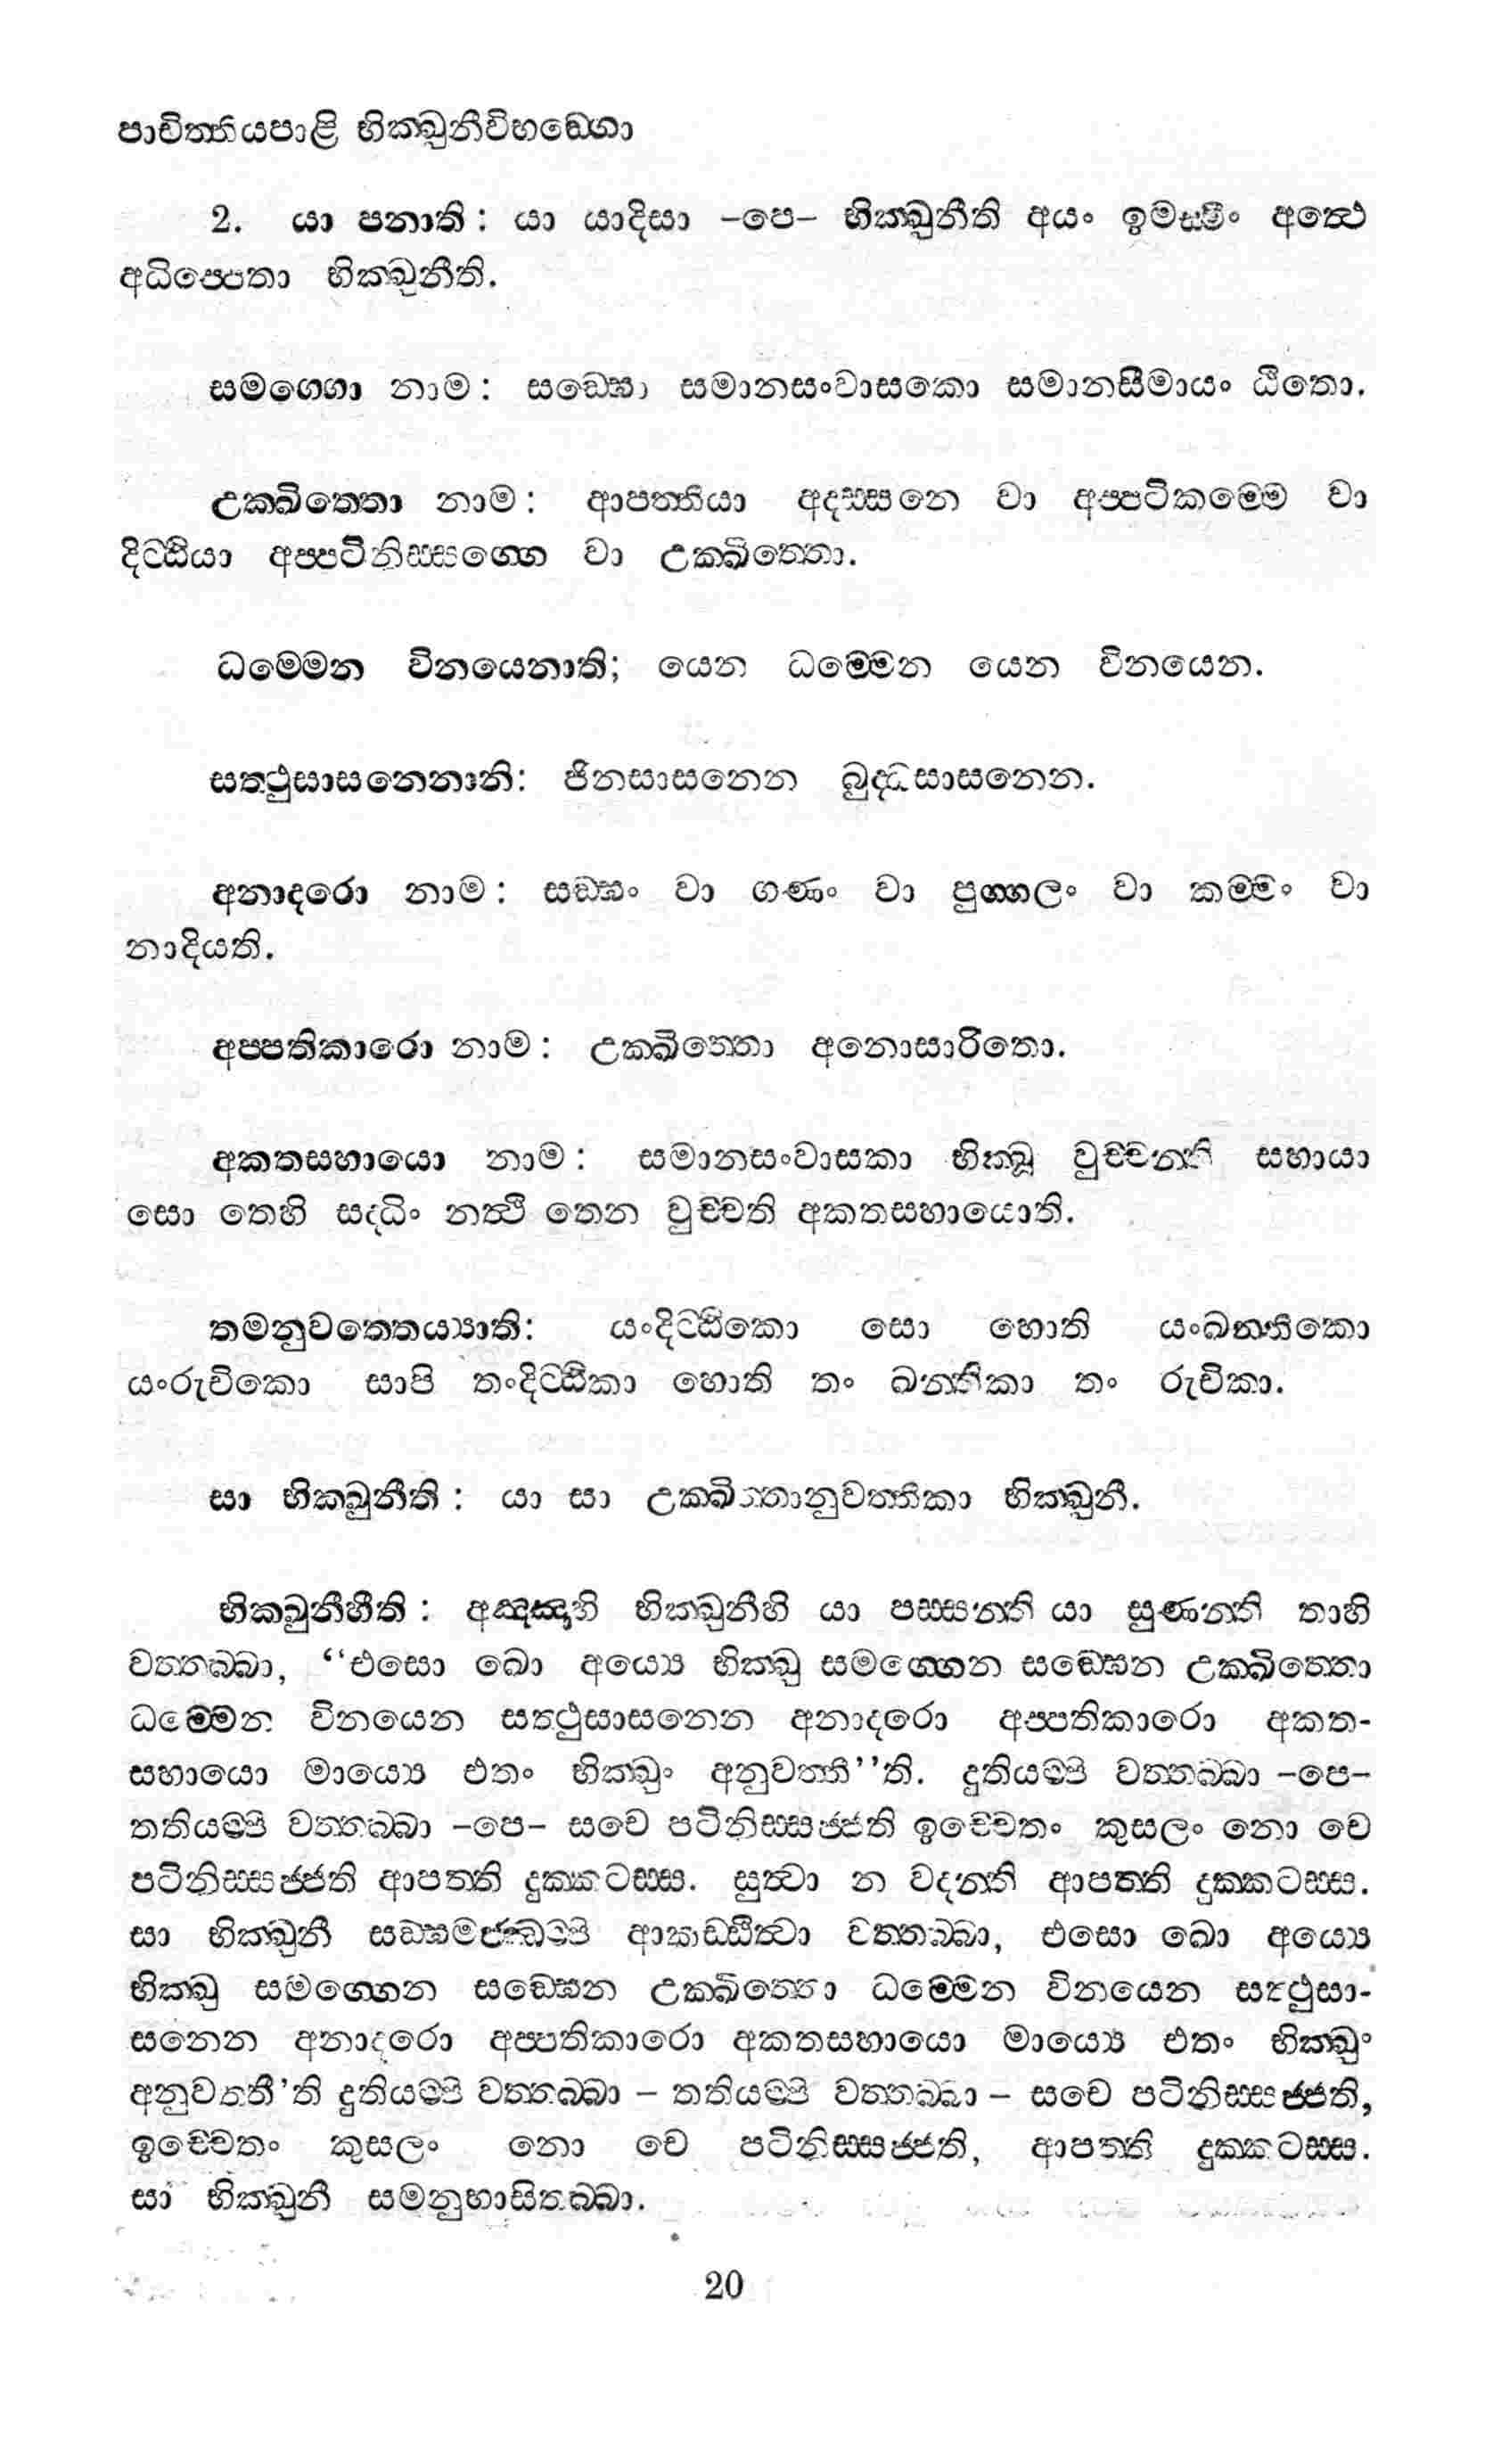 පාචිත්තියපාළි භික්ඛුනීවිභඞ්ගො
2. යා පනාති: යා යාදිසා –පෙ– භික්ඛුනීති අයං ඉමස්මිං අත්ථෙ
අධිප්පෙතා භික්ඛුනීති.
සමග්ගො නාම: සඞ්ඝො සමානසංවාසකො සමානසීමායං ඨිතො.
උක්ඛිත්තො නාම: ආපත්තියා අදස්සනෙ වා අප්පටිකම්මෙ වා
දිට්ඨියා අප්පටිනිස්සග්ගෙ වා උක්ඛිත්තො.
ධම්මෙන විනයෙනාති; යෙන ධම්මෙන යෙන විනයෙන.
සත්ථුසාසනෙනානි: ජිනසාසනෙන බුද්ධසාසනෙන.
අනාදරො නාම: සඞ්ඝං වා ගණං වා පුග්ගලං වා කම්මං වා
නාදියති.
අප්පතිකාරො නාම: උක්ඛිත්තො අනොසාරිතො.
අකතසහායො නාම: සමානසංවාසකා භික්ඛූ වුච්චන්ති සහායා
සො තෙහි සද්ධිං නත්ථි තෙන වුච්චති අකතසහායොති.
තමනුවත්තෙය්‍යාති: යංදිට්ඨිකො සො හොති යංඛන්තිකො
යංරුචිකො සාපි තංදිට්ඨිකා හොති තං ඛන්තිකා තං රුචිකා.
සා භික්ඛුනීති: යා සා උක්ඛිත්තානුවත්තිකා භික්ඛුනී.
භික්ඛුනීහීති: අඤ්ඤාහි භික්ඛුනීහි යා පස්සන්ති යා සුණන්ති තාහි
වත්තබ්බා, ‘‘එසො ඛො අය්‍යෙ භික්ඛු සමග්ගෙන සඞ්ඝෙන උක්ඛිත්තො
ධම්මෙන විනයෙන සත්ථුසාසනෙන අනාදරො අප්පතිකාරො අකත-
සහායො මාය්‍යෙ එතං භික්ඛුං අනුවත්තී’’ති. දුතියම්පි වත්තබ්බා –පෙ–
තතියම්පි වත්තබ්බා –පෙ– සචෙ පටිනිස්සජ්ජති ඉච්චෙතං කුසලං නො චෙ
පටිනිස්සජ්ජති ආපත්ති දුක්කටස්ස. සුත්වා න වදන්ති ආපත්ති දුක්කටස්ස.
සා භික්ඛුනී සඞ්ඝමජ්ඣම්පි ආකඩ්ඪිත්වා වත්තබ්බා, එසො ඛො අය්‍යෙ
භික්ඛු සමග්ගෙන සඞ්ඝෙන උක්ඛිත්තො ධම්මෙන විනයෙන සත්ථුසා-
සනෙන අනාදරො අප්පතිකාරො අකතසහායො මාය්‍යෙ එතං භික්ඛුං
අනුවත්තී’ති දුතියම්පි වත්තබ්බා – තතියම්පි වත්තබ්බා – සචෙ පටිනිස්සජ්ජති,
ඉච්චෙතං කුසලං නො චෙ පටිනිස්සජ්ජති, ආපත්ති දුක්කටස්ස.
සා භික්ඛුනී සමනුභාසිතබ්බා.
20